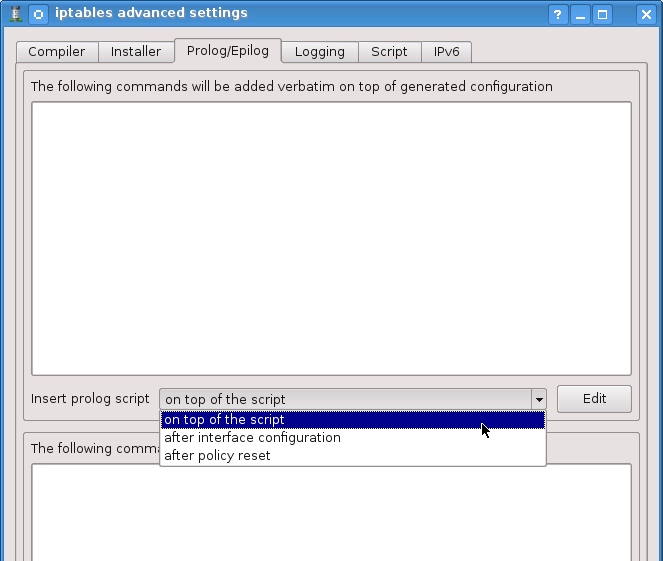 iptables advanced settings
Compiler Installer Prolog/Epilog Logging Script IPv6
The following commands will be added verbatim on top of generated configuration
Insert prolog script on top of the script Edit
on top of the script
after interface configuration
after policy reset
The following